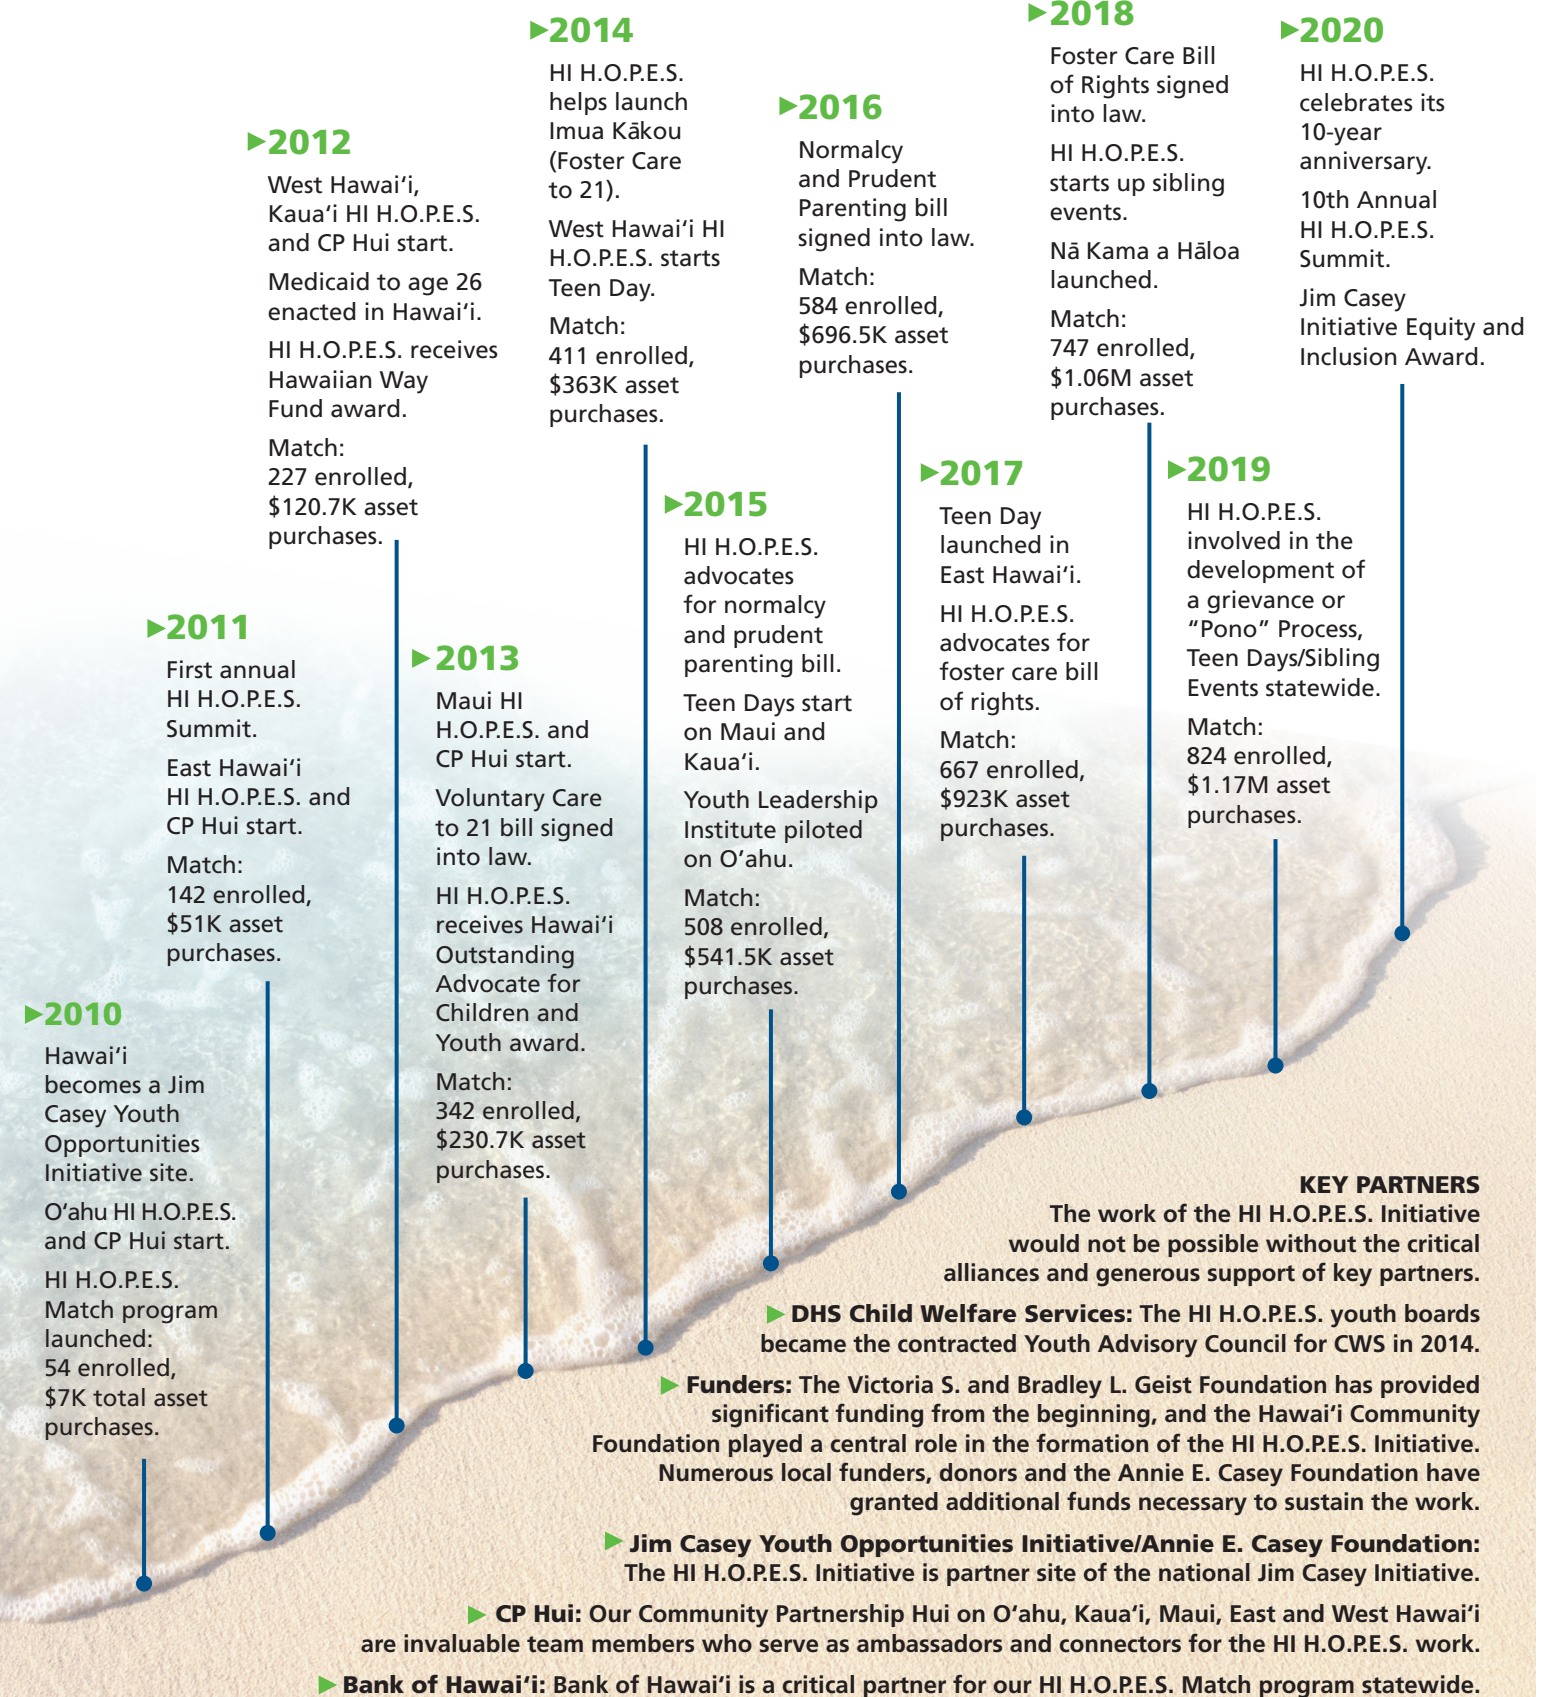 ▶2010
Hawai‘i
becomes a Jim
Casey Youth
Opportunities
Initiative site.
O‘ahu HI H.O.P.E.S.
and CP Hui start.
HI H.O.P.E.S.
Match program
launched:
54 enrolled,
$7K total asset
purchases.
▶2011
First annual
HI H.O.P.E.S.
Summit.
East Hawai‘i
HI H.O.P.E.S. and
CP Hui start.
Match:
142 enrolled,
$51K asset
purchases.
▶2012
West Hawai‘i,
Kaua‘i HI H.O.P.E.S.
and CP Hui start.
Medicaid to age 26
enacted in Hawai‘i.
HI H.O.P.E.S. receives
Hawaiian Way
Fund award.
Match:
227 enrolled,
$120.7K asset
purchases.
▶2013
Maui HI
H.O.P.E.S. and
CP Hui start.
Voluntary Care
to 21 bill signed
into law.
HI H.O.P.E.S.
receives Hawai‘i
Outstanding
Advocate for
Children and
Youth award.
Match:
342 enrolled,
$230.7K asset
purchases.
▶2014
HI H.O.P.E.S.
helps launch
Imua Kākou
(Foster Care
to 21).
West Hawai‘i HI
H.O.P.E.S. starts
Teen Day.
Match:
411 enrolled,
$363K asset
purchases.
▶2015
HI H.O.P.E.S.
advocates
for normalcy
and prudent
parenting bill.
Teen Days start
on Maui and
Kaua‘i.
Youth Leadership
Institute piloted
on O’ahu.
Match:
508 enrolled,
$541.5K asset
purchases.
▶2016
Normalcy
and Prudent
Parenting bill
signed into law.
Match:
584 enrolled,
$696.5K asset
purchases.
▶2017
Teen Day
launched in
East Hawai‘i.
HI H.O.P.E.S.
advocates for
foster care bill
of rights.
Match:
667 enrolled,
$923K asset
purchases.
▶2018
Foster Care Bill
of Rights signed
into law.
HI H.O.P.E.S.
starts up sibling
events.
Nā Kama a Hāloa
launched.
Match:
747 enrolled,
$1.06M asset
purchases.
▶2019
HI H.O.P.E.S.
involved in the
development of
a grievance or
“Pono” Process,
Teen Days/Sibling
Events statewide.
Match:
824 enrolled,
$1.17M asset
purchases.
▶2020
HI H.O.P.E.S.
celebrates its
10-year
anniversary.
10th Annual
HI H.O.P.E.S.
Summit.
Jim Casey
Initiative Equity and
Inclusion Award.
KEY PARTNERS
The work of the HI H.O.P.E.S. Initiative
would not be possible without the critical
alliances and generous support of key partners.
▶ DHS Child Welfare Services: The HI H.O.P.E.S. youth boards
became the contracted Youth Advisory Council for CWS in 2014.
▶ Funders: The Victoria S. and Bradley L. Geist Foundation has provided
significant funding from the beginning, and the Hawai‘i Community
Foundation played a central role in the formation of the HI H.O.P.E.S. Initiative.
Numerous local funders, donors and the Annie E. Casey Foundation have
granted additional funds necessary to sustain the work.
▶ Jim Casey Youth Opportunities Initiative/Annie E. Casey Foundation:
The HI H.O.P.E.S. Initiative is partner site of the national Jim Casey Initiative.
▶ CP Hui: Our Community Partnership Hui on O‘ahu, Kaua‘i, Maui, East and West Hawai‘i
are invaluable team members who serve as ambassadors and connectors for the HI H.O.P.E.S. work.
▶ Bank of Hawai‘i: Bank of Hawai‘i is a critical partner for our HI H.O.P.E.S. Match program statewide.